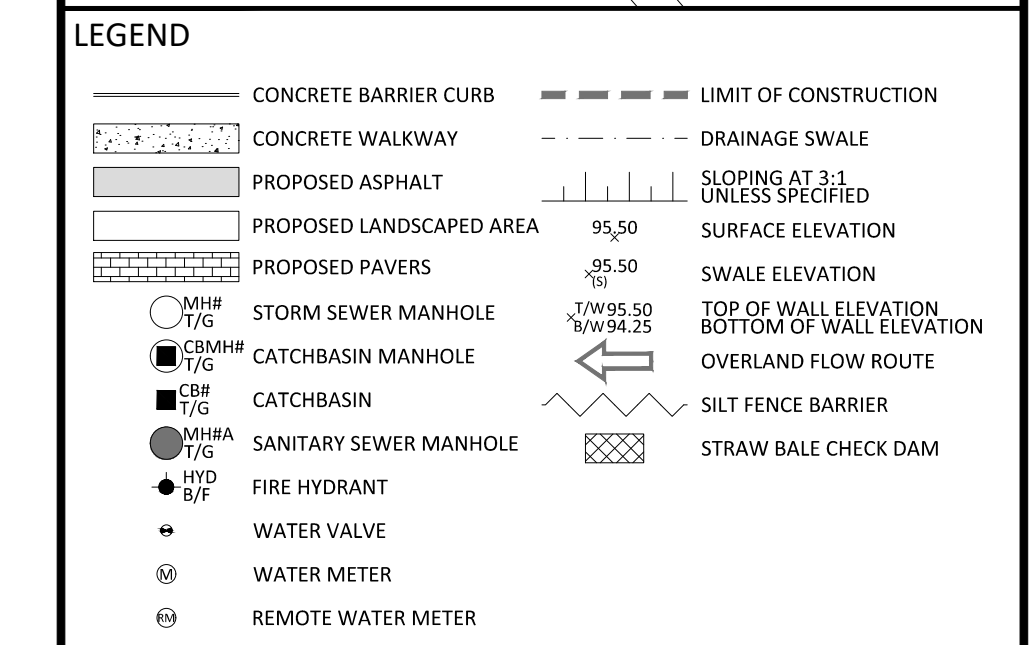 LEGEND
CONCRETE BARRIER CURB
CONCRETE WALKWAY
PROPOSED ASPHALT
PROPOSED LANDSCAPED AREA
PROPOSED PAVERS
MH#
T/G
STORM SEWER MANHOLE
CBMH#
T/G
CATCHBASIN MANHOLE
CB#
T/G
CATCHBASIN
MH#A
T/G
SANITARY SEWER MANHOLE
HYD
B/F
FIRE HYDRANT
WATER VALVE
M
WATER METER
RM
REMOTE WATER METER
LIMIT OF CONSTRUCTION
DRAINAGE SWALE
SLOPING AT 3:1
UNLESS SPECIFIED
95.50
SURFACE ELEVATION
95.50
(S)
SWALE ELEVATION
T/W 95.50
B/W 94.25
TOP OF WALL ELEVATION
BOTTOM OF WALL ELEVATION
OVERLAND FLOW ROUTE
SILT FENCE BARRIER
STRAW BALE CHECK DAM